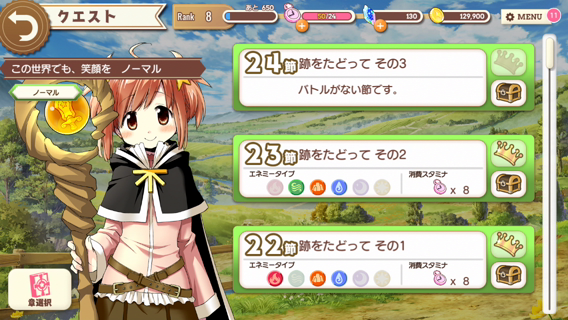 クエスト
Rank 8
あと 650
50/24
130
129,900
MENU
11
この世界でも、笑顔を ノーマル
ノーマル
24節 跡をたどって その3
バトルがない節です。
23節 跡をたどって その2
エネミータイプ
消費スタミナ
x 8
22節 跡をたどって その1
エネミータイプ
消費スタミナ
x 8
章選択